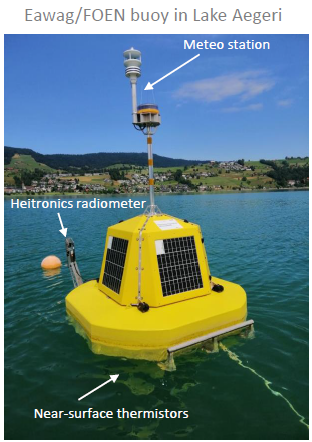 Eawag/FOEN buoy in Lake Aegeri
Meteo station
Heitronics radiometer
Near-surface thermistors